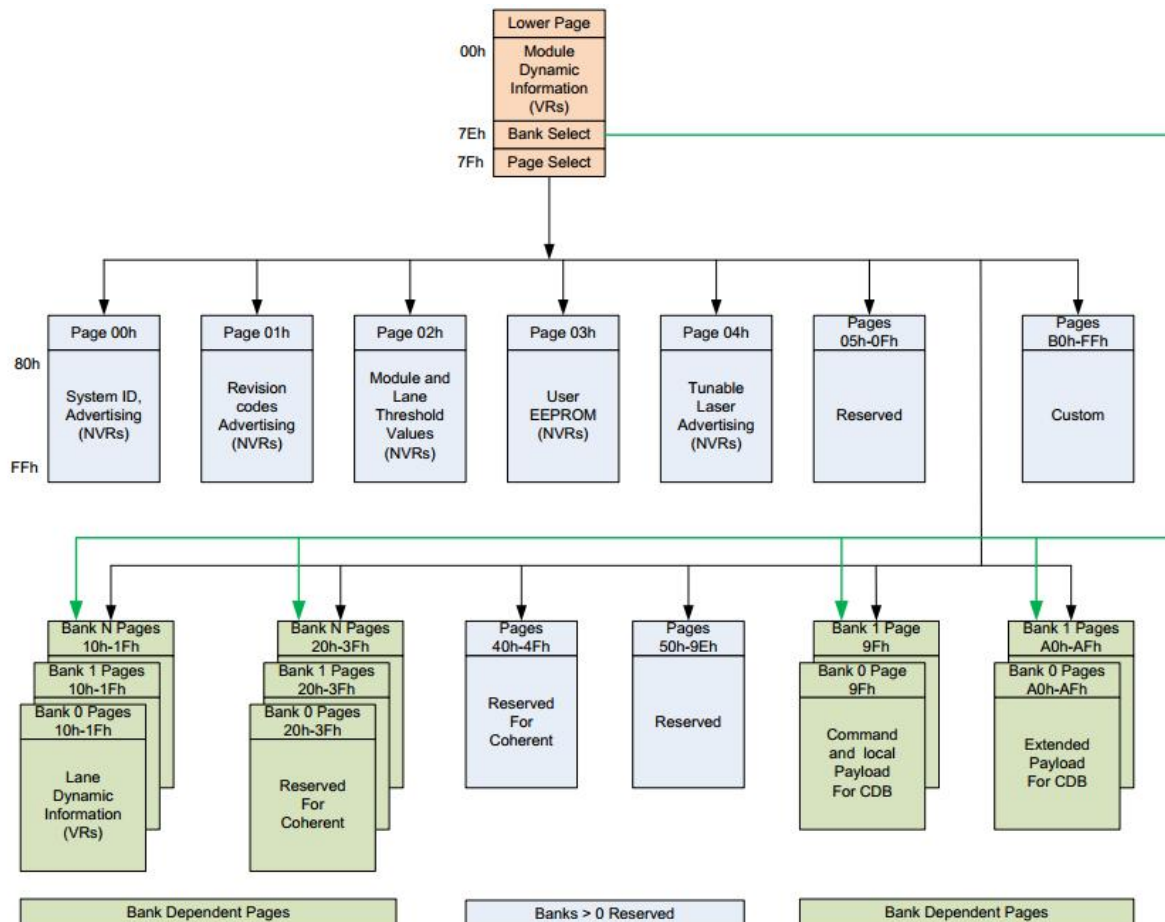 Lower Page
00h
Module
Dynamic
Information
(VRs)
7Eh
Bank Select
7Fh
Page Select
Page 00h
80h
System ID,
Advertising
(NVRs)
FFh
Page 01h
Revision
codes
Advertising
(NVRs)
Page 02h
Module and
Lane
Threshold
Values
(NVRs)
Page 03h
User
EEPROM
(NVRs)
Page 04h
Tunable
Laser
Advertising
(NVRs)
Pages
05h-0Fh
Reserved
Pages
B0h-FFh
Custom
Bank N Pages
10h-1Fh
Bank 1 Pages
10h-1Fh
Bank 0 Pages
10h-1Fh
Lane
Dynamic
Information
(VRs)
Bank N Pages
20h-3Fh
Bank 1 Pages
20h-3Fh
Bank 0 Pages
20h-3Fh
Reserved
For
Coherent
Pages
40h-4Fh
Reserved
For
Coherent
Pages
50h-9Eh
Reserved
Bank 1 Page
9Fh
Bank 0 Page
9Fh
Command
and local
Payload
For CDB
Bank 1 Pages
A0h-AFh
Bank 0 Pages
A0h-AFh
Extended
Payload
For CDB
Bank Dependent Pages
Banks > 0 Reserved
Bank Dependent Pages